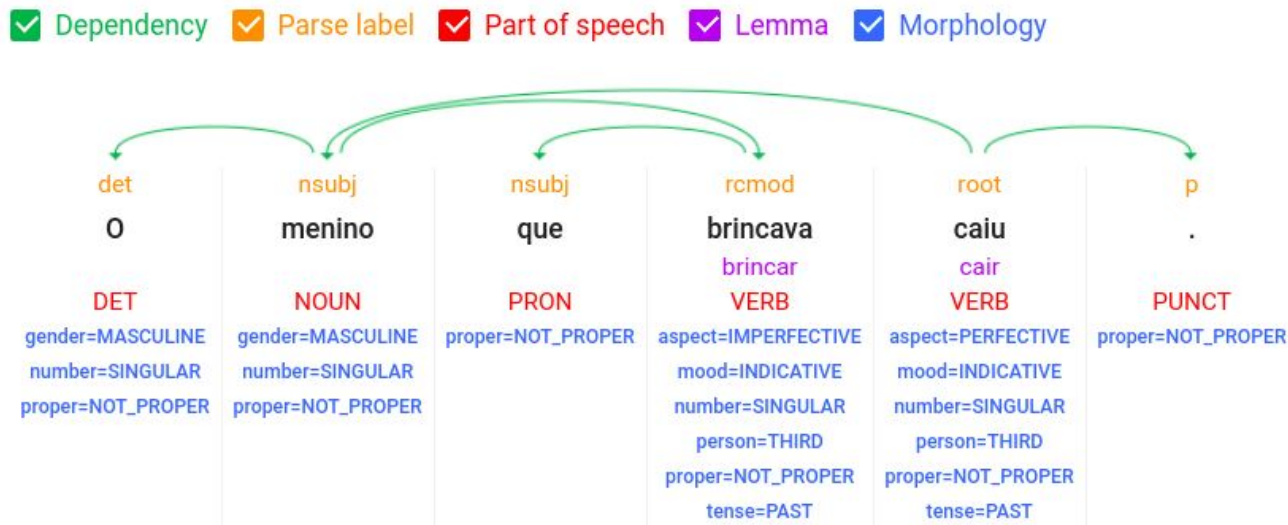 Dependency Parse label Part of speech Lemma Morphology
det nsubj nsubj rcmod root p
O menino que brincava caiu .
brincar cair
DET NOUN PRON VERB VERB PUNCT
gender=MASCULINE gender=MASCULINE proper=NOT_PROPER aspect=IMPERFECTIVE aspect=PERFECTIVE proper=NOT_PROPER
number=SINGULAR number=SINGULAR mood=INDICATIVE mood=INDICATIVE
proper=NOT_PROPER proper=NOT_PROPER number=SINGULAR number=SINGULAR
person=THIRD person=THIRD
proper=NOT_PROPER proper=NOT_PROPER
tense=PAST tense=PAST